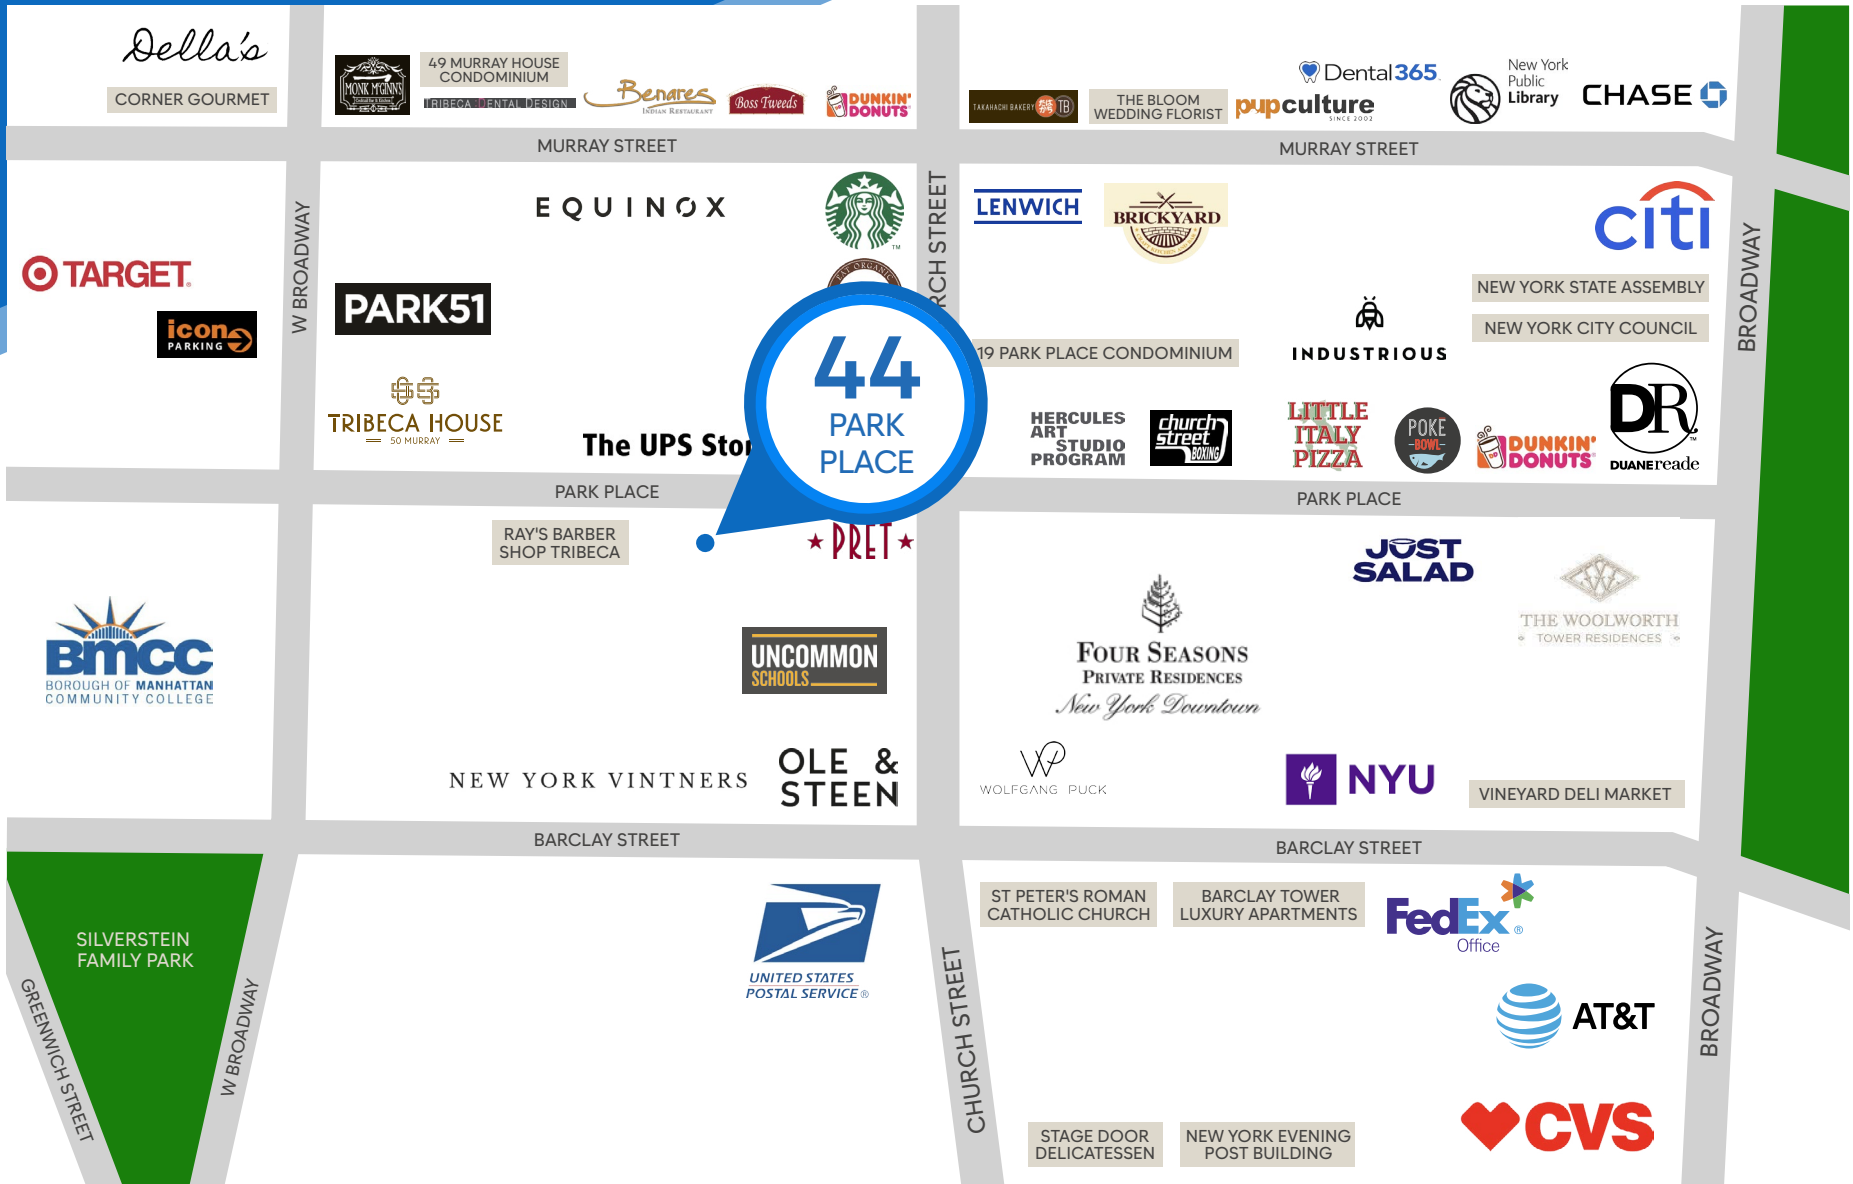 Della's
CORNER GOURMET
MONK McGINN'S
49 MURRAY HOUSE
CONDOMINIUM
TRIBECA DENTAL DESIGN
Benares
INDIAN RESTAURANT
Boss Tweeds
DUNKIN'
DONUTS
TAKAHACHI BAKERY
TB
THE BLOOM
WEDDING FLORIST
Dental365
pupculture
SINCE 2002
New York
Public
Library
CHASE
MURRAY STREET
MURRAY STREET
W BROADWAY
CHURCH STREET
BROADWAY
TARGET
icon
PARKING
EQUINOX
PARK51
TRIBECA HOUSE
50 MURRAY
EAT ORGANIC
The UPS Stor
44
PARK
PLACE
LENWICH
BRICKYARD
citi
NEW YORK STATE ASSEMBLY
NEW YORK CITY COUNCIL
19 PARK PLACE CONDOMINIUM
INDUSTRIOUS
HERCULES
ART
STUDIO
PROGRAM
church
street
BOXING
LITTLE
ITALY
PIZZA
POKE
BOWL
DUNKIN'
DONUTS
DR
DUANEreade
PARK PLACE
PARK PLACE
RAY'S BARBER
SHOP TRIBECA
PRET
BMCC
BOROUGH OF MANHATTAN
COMMUNITY COLLEGE
UNCOMMON
SCHOOLS
NEW YORK VINTNERS
OLE &
STEEN
JUST
SALAD
THE WOOLWORTH
TOWER RESIDENCES
FOUR SEASONS
PRIVATE RESIDENCES
New York Downtown
WP
WOLFGANG PUCK
NYU
VINEYARD DELI MARKET
BARCLAY STREET
BARCLAY STREET
SILVERSTEIN
FAMILY PARK
GREENWICH STREET
W BROADWAY
UNITED STATES
POSTAL SERVICE®
CHURCH STREET
ST PETER'S ROMAN
CATHOLIC CHURCH
BARCLAY TOWER
LUXURY APARTMENTS
FedEx®
Office
AT&T
BROADWAY
CVS
STAGE DOOR
DELICATESSEN
NEW YORK EVENING
POST BUILDING